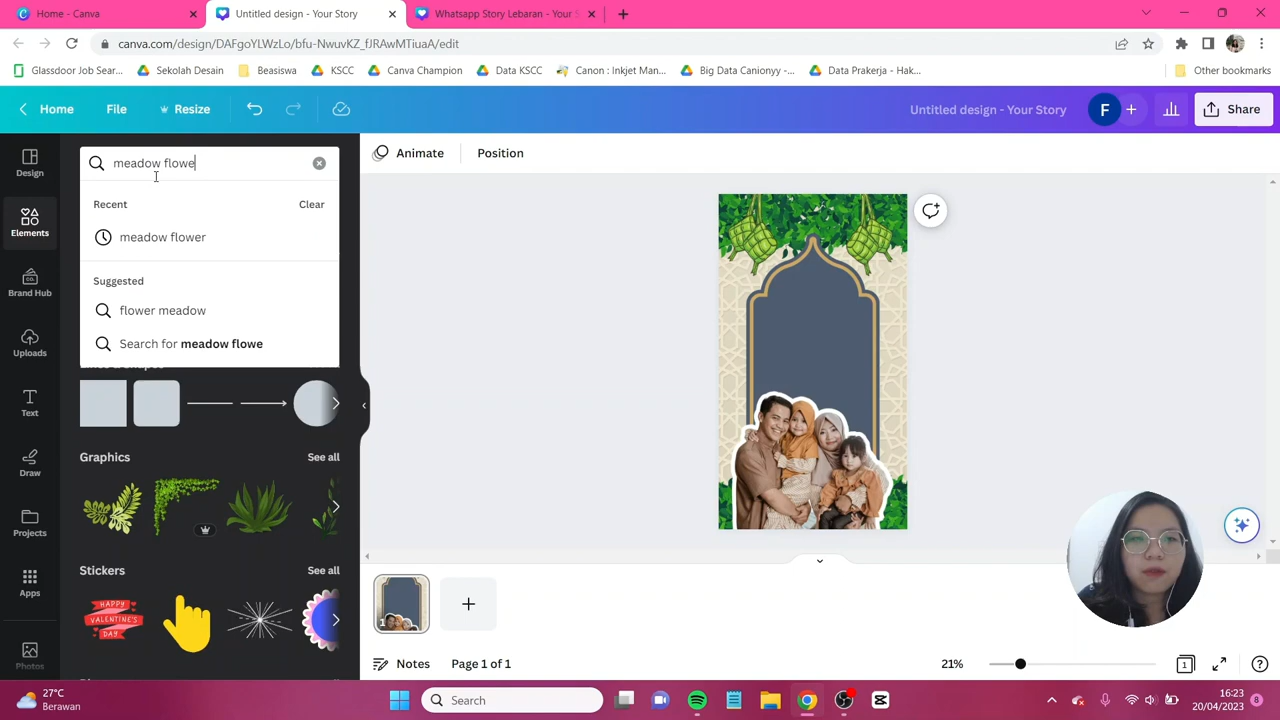 Home - Canva
Untitled design - Your Story
Whatsapp Story Lebaran - Your S
canva.com/design/DAFgoYLWzLo/bfu-NwuvKZ_fJRAwMTiuaA/edit
Glassdoor Job Sear...
Sekolah Desain
Beasiswa
KSCC
Canva Champion
Data KSCC
Canon : Inkjet Man...
Big Data Canionyy -...
Data Prakerja - Hak...
Other bookmarks
Home
File
Resize
Untitled design - Your Story
F
Share
Design
Elements
Brand Hub
Uploads
Text
Draw
Projects
Apps
Photos
meadow flowe
Recent
Clear
meadow flower
Suggested
flower meadow
Search for meadow flowe
Graphics
See all
Stickers
See all
HAPPY
VALENTINE'S
DAY
Animate
Position
1
Notes
Page 1 of 1
21%
1
27°C
Berawan
Search
16:23
20/04/2023
8